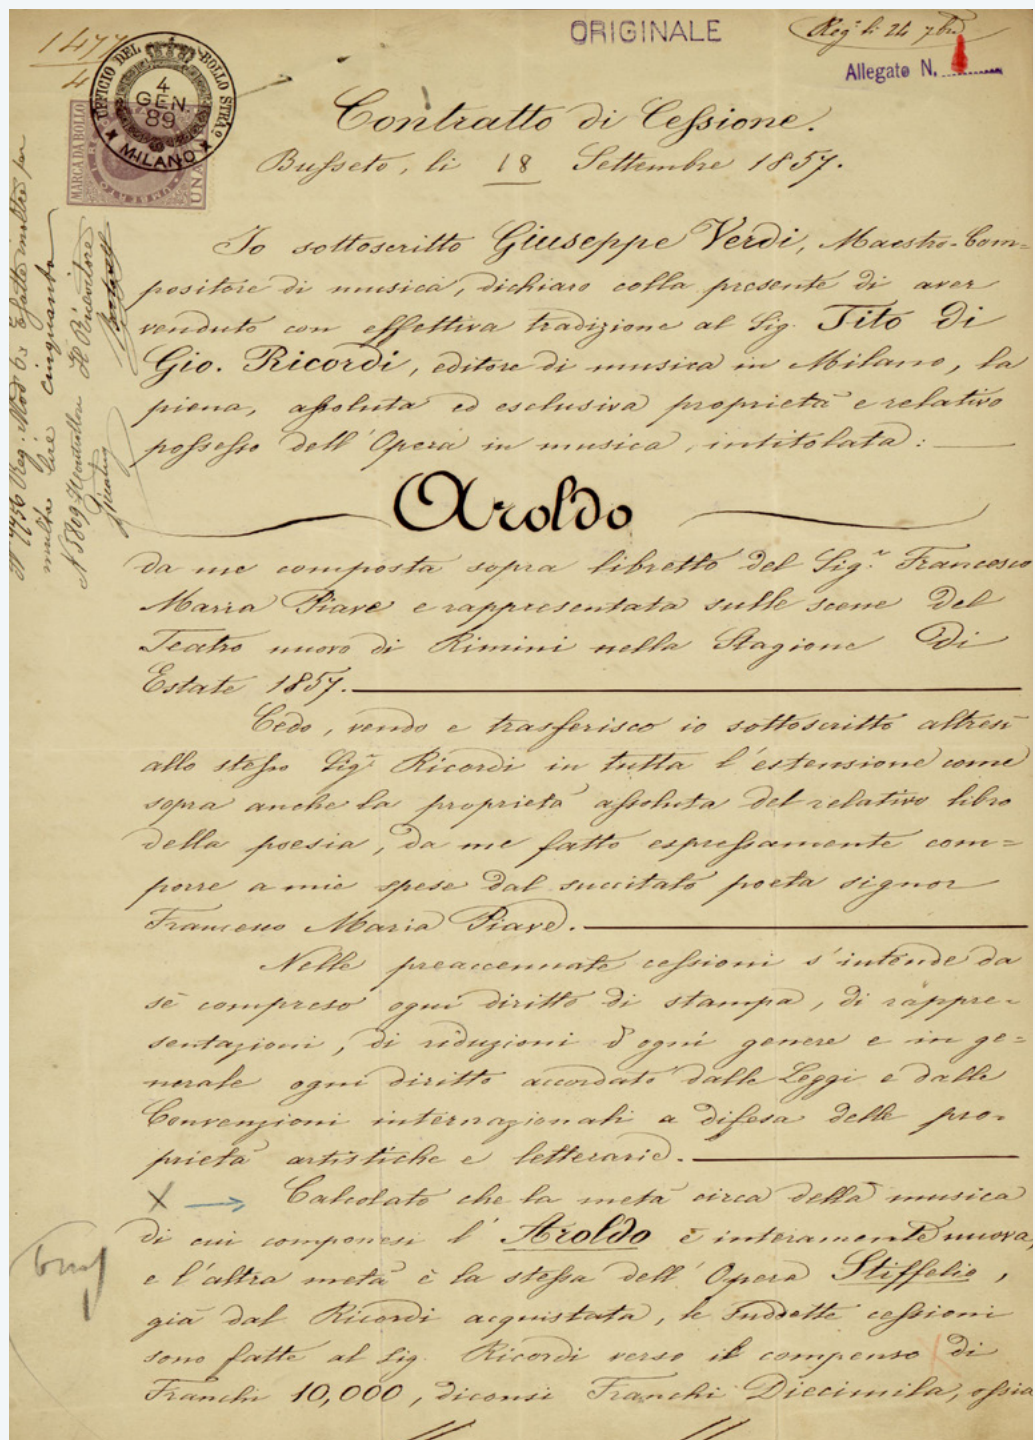 1477
4
ORIGINALE
Reg. li 24 7bre
Allegato N.
UFFICIO DEL BOLLO STRA.º
4
GEN.
89
MILANO
MARCA DA BOLLO
UNA
Contratto di Cessione.
Busseto, li 18 Settembre 1857.
Io sottoscritto Giuseppe Verdi, Maestro-Com=
positore di musica, dichiaro colla presente di aver
venduto con effettiva tradizione al Sig. Tito di
Gio. Ricordi, editore di musica in Milano, la
piena, assoluta ed esclusiva proprietà e relativo
possesso dell'Opera in musica, intitolata:
Aroldo
da me composta sopra libretto del Sig.r Francesco
Maria Piave e rappresentata sulle scene del
Teatro nuovo di Rimini nella Stagione di
Estate 1857.
Cedo, vendo e trasferisco io sottoscritto altresì
allo stesso Sig.r Ricordi in tutta l'estensione come
sopra anche la proprietà assoluta del relativo libro
della poesia, da me fatto espressamente com=
porre a mie spese dal succitato poeta signor
Francesco Maria Piave.
Nelle preaccennate cessioni s'intende da
sè compreso ogni diritto di stampa, di rappre=
sentazioni, di riduzioni d'ogni genere e in ge=
nerale ogni diritto accordato dalle Leggi e dalle
Convenzioni internazionali a difesa delle pro=
prietà artistiche e letterarie.
X → Calcolato che la metà circa della musica
di cui componesi l'Aroldo è interamente nuova,
e l'altra metà è la stessa dell'Opera Stiffelio,
già dal Ricordi acquistata, le suddette cessioni
sono fatte al Sig. Ricordi verso il compenso di
Franchi 10,000, diconsi Franchi Diecimila, ossia
multa lire cinquanta
Il Ricevitore